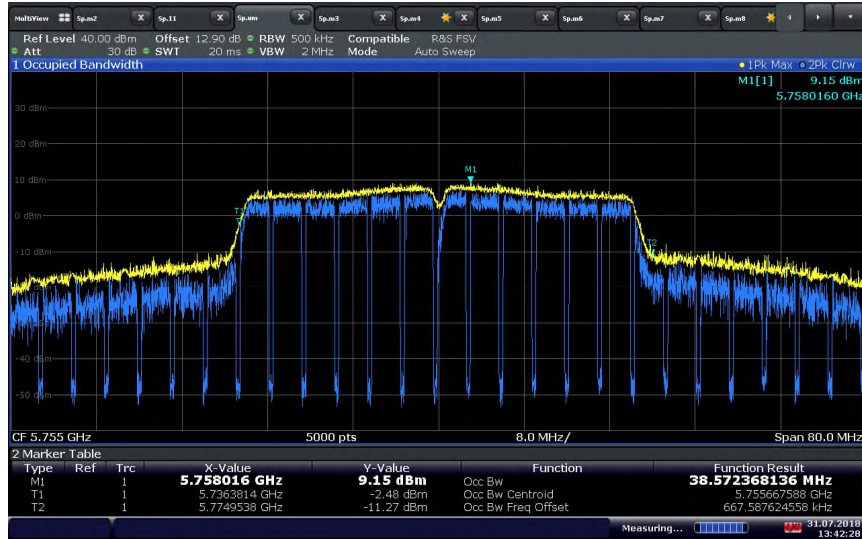 MultiView Sp.m2 X Sp.11 X Sp.um X Sp.m3 X Sp.m4 X Sp.m5 X Sp.m6 X Sp.m7 X Sp.m8
Ref Level 40.00 dBm Offset 12.90 dB RBW 500 kHz Compatible R&S FSV
Att 30 dB SWT 20 ms VBW 2 MHz Mode Auto Sweep
1 Occupied Bandwidth 1Pk Max 2Pk Clrw
M1[1] 9.15 dBm
5.7580160 GHz
30 dBm
20 dBm
10 dBm
M1
0 dBm
T1
T2
-10 dBm
-40 dBm
-50 dBm
CF 5.755 GHz 5000 pts 8.0 MHz/ Span 80.0 MHz
2 Marker Table
Type Ref Trc X-Value Y-Value Function Function Result
M1 1 5.758016 GHz 9.15 dBm Occ Bw 38.572368136 MHz
T1 1 5.7363814 GHz -2.48 dBm Occ Bw Centroid 5.755667588 GHz
T2 1 5.7749538 GHz -11.27 dBm Occ Bw Freq Offset 667.587624558 kHz
Measuring... 31.07.2018
13:42:28